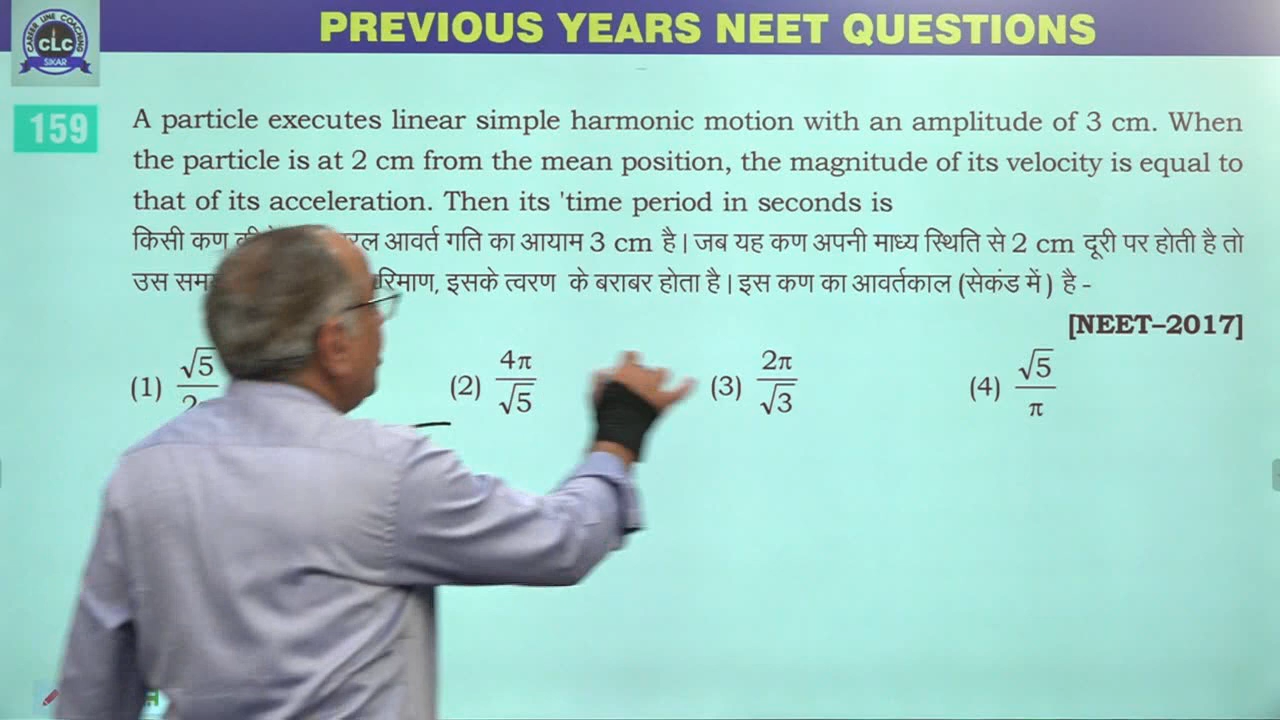 PREVIOUS YEARS NEET QUESTIONS
CAREER LINE COACHING
CLC
SIKAR
159
A particle executes linear simple harmonic motion with an amplitude of 3 cm. When
the particle is at 2 cm from the mean position, the magnitude of its velocity is equal to
that of its acceleration. Then its 'time period in seconds is
किसी कण आवर्त गति का आयाम 3 cm है। जब यह कण अपनी माध्य स्थिति से 2 cm दूरी पर होती है तो
उस इसके त्वरण के बराबर होता है। इस कण का आवर्तकाल (सेकंड में) है -
[NEET–2017]
(1) √5 (2) 4π/√5 (3) 2π/√3 (4) √5/π